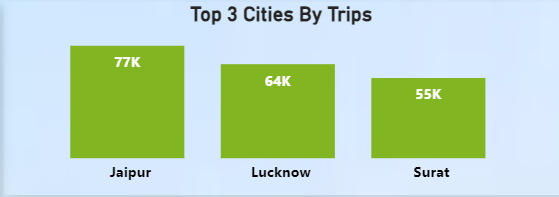 Top 3 Cities By Trips
77K
64K
55K
Jaipur
Lucknow
Surat